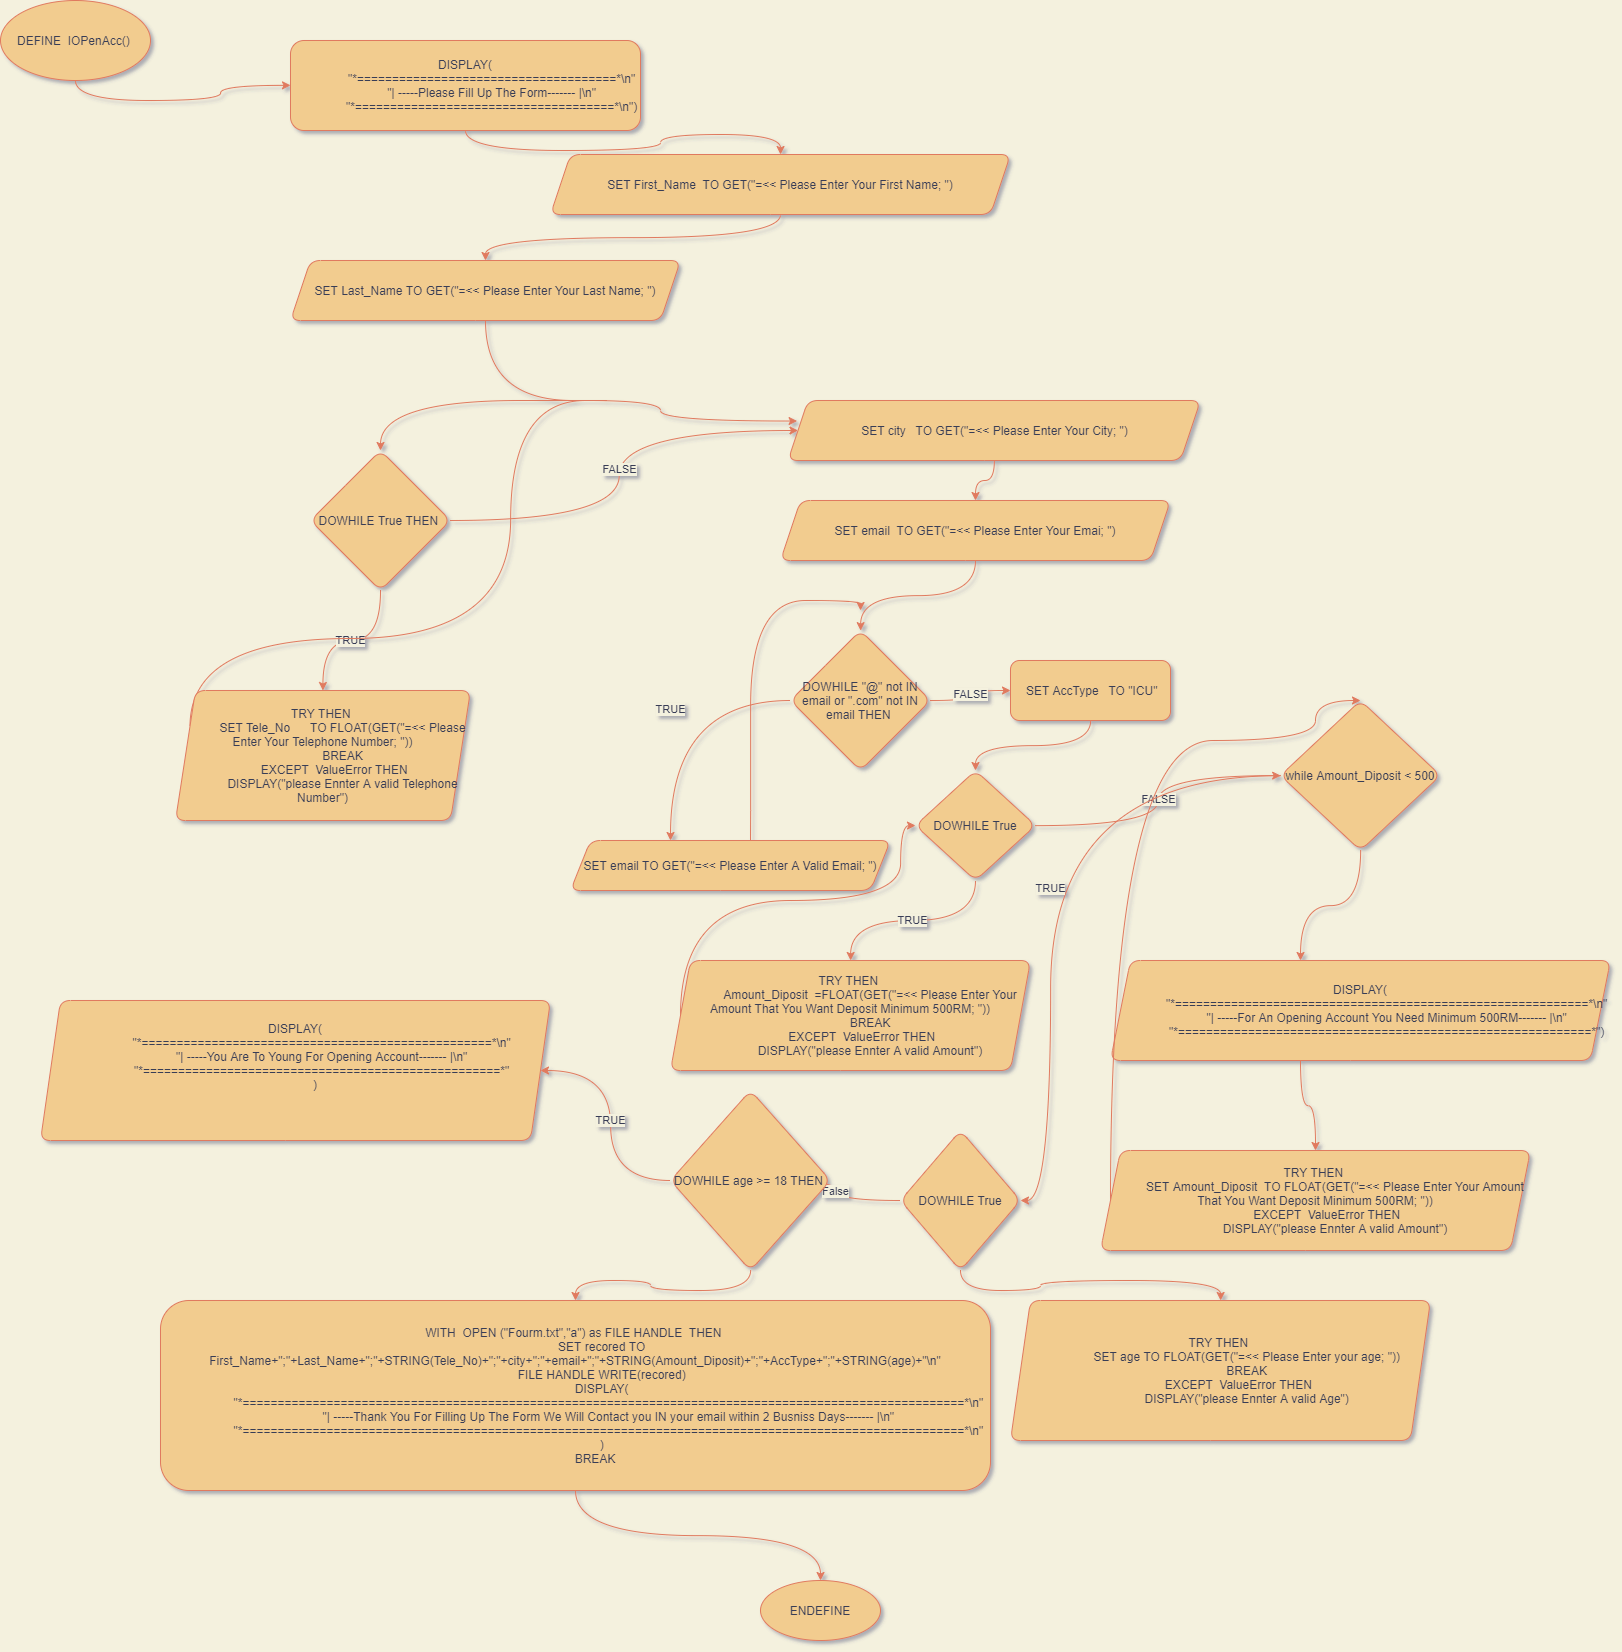 DEFINE  IOPenAcc()
DISPLAY(
"*=====================================*\n"
"| -----Please Fill Up The Form------- |\n"
"*=====================================*\n")
SET First_Name  TO GET("=<< Please Enter Your First Name; ")
SET Last_Name TO GET("=<< Please Enter Your Last Name; ")
SET city   TO GET("=<< Please Enter Your City; ")
FALSE
DOWHILE True THEN
SET email  TO GET("=<< Please Enter Your Emai; ")
TRUE
TRY THEN
SET Tele_No      TO FLOAT(GET("=<< Please
Enter Your Telephone Number; "))
BREAK
EXCEPT  ValueError THEN
DISPLAY("please Ennter A valid Telephone
Number")
DOWHILE "@" not IN
email or ".com" not IN
email THEN
FALSE
SET AccType   TO "ICU"
TRUE
while Amount_Diposit < 500
FALSE
DOWHILE True
SET email TO GET("=<< Please Enter A Valid Email; ")
TRUE
TRUE
TRY THEN
Amount_Diposit  =FLOAT(GET("=<< Please Enter Your
Amount That You Want Deposit Minimum 500RM; "))
BREAK
EXCEPT  ValueError THEN
DISPLAY("please Ennter A valid Amount")
DISPLAY(
"*===========================================================*\n"
"| -----For An Opening Account You Need Minimum 500RM------- |\n"
"*===========================================================*")
DISPLAY(
"*==================================================*\n"
"| -----You Are To Young For Opening Account------- |\n"
"*===================================================*"
)
TRUE
DOWHILE age >= 18 THEN
False
DOWHILE True
TRY THEN
SET Amount_Diposit  TO FLOAT(GET("=<< Please Enter Your Amount
That You Want Deposit Minimum 500RM; "))
EXCEPT  ValueError THEN
DISPLAY("please Ennter A valid Amount")
WITH  OPEN ("Fourm.txt","a") as FILE HANDLE  THEN
SET recored TO
First_Name+";"+Last_Name+";"+STRING(Tele_No)+";"+city+";"+email+";"+STRING(Amount_Diposit)+";"+AccType+";"+STRING(age)+"\n"
FILE HANDLE WRITE(recored)
DISPLAY(
"*=======================================================================================================*\n"
"| -----Thank You For Filling Up The Form We Will Contact you IN your email within 2 Busniss Days------- |\n"
"*=======================================================================================================*\n"
)
BREAK
TRY THEN
SET age TO FLOAT(GET("=<< Please Enter your age; "))
BREAK
EXCEPT  ValueError THEN
DISPLAY("please Ennter A valid Age")
ENDEFINE